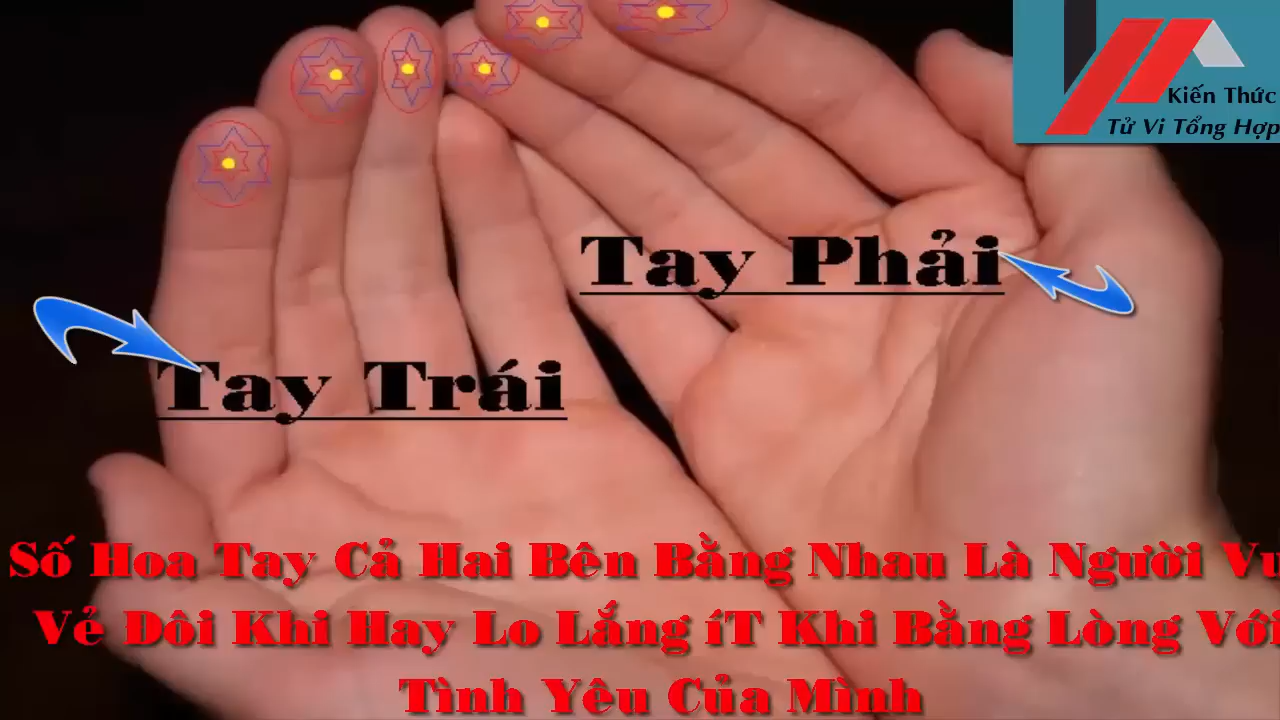 Kiến Thức
Tử Vi Tổng Hợp
Tay Phải
Tay Trái
Số Hoa Tay Cả Hai Bên Bằng Nhau Là Người
Vẻ Đôi Khi Hay Lo Lắng íT Khi Bằng Lòng Với
Tình Yêu Của Mình